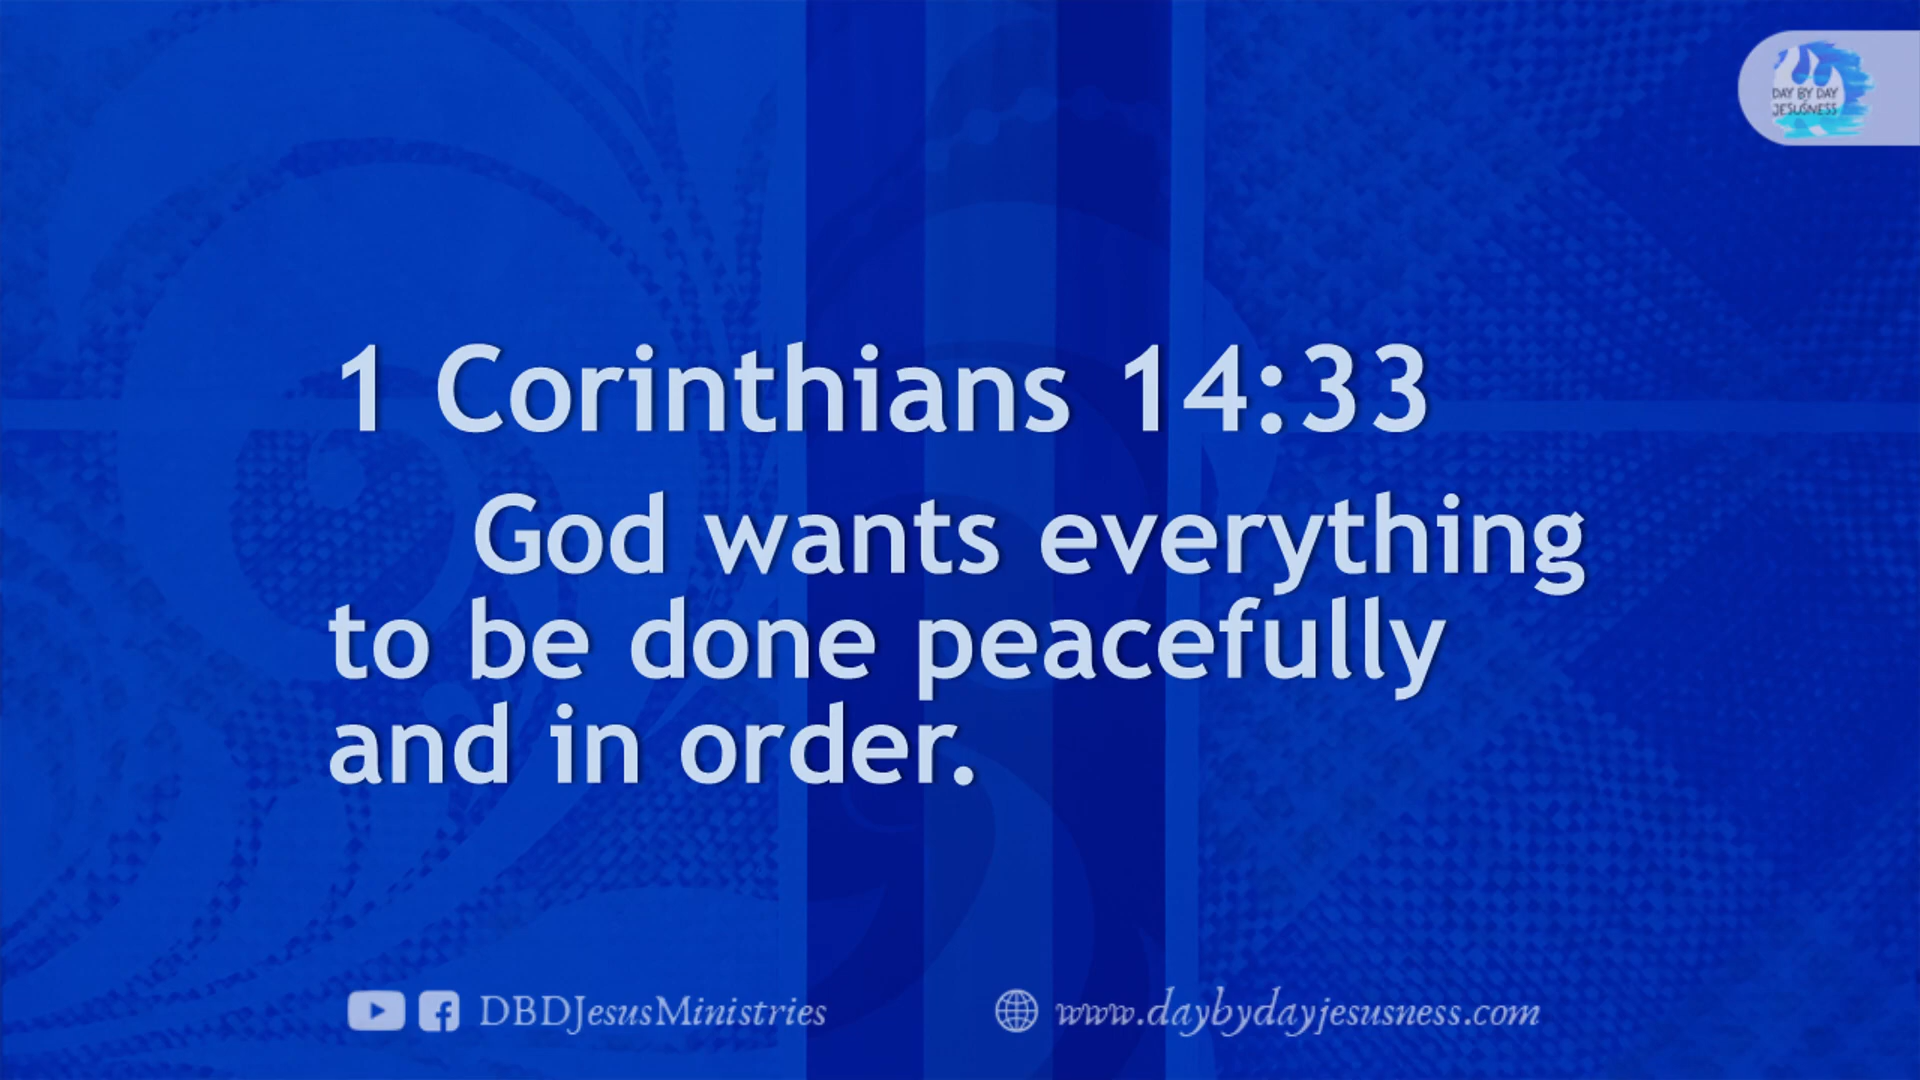 DAY BY DAY
JESUSNESS
1 Corinthians 14:33
God wants everything
to be done peacefully
and in order.
DBDJesusMinistries
www.daybydayjesusness.com